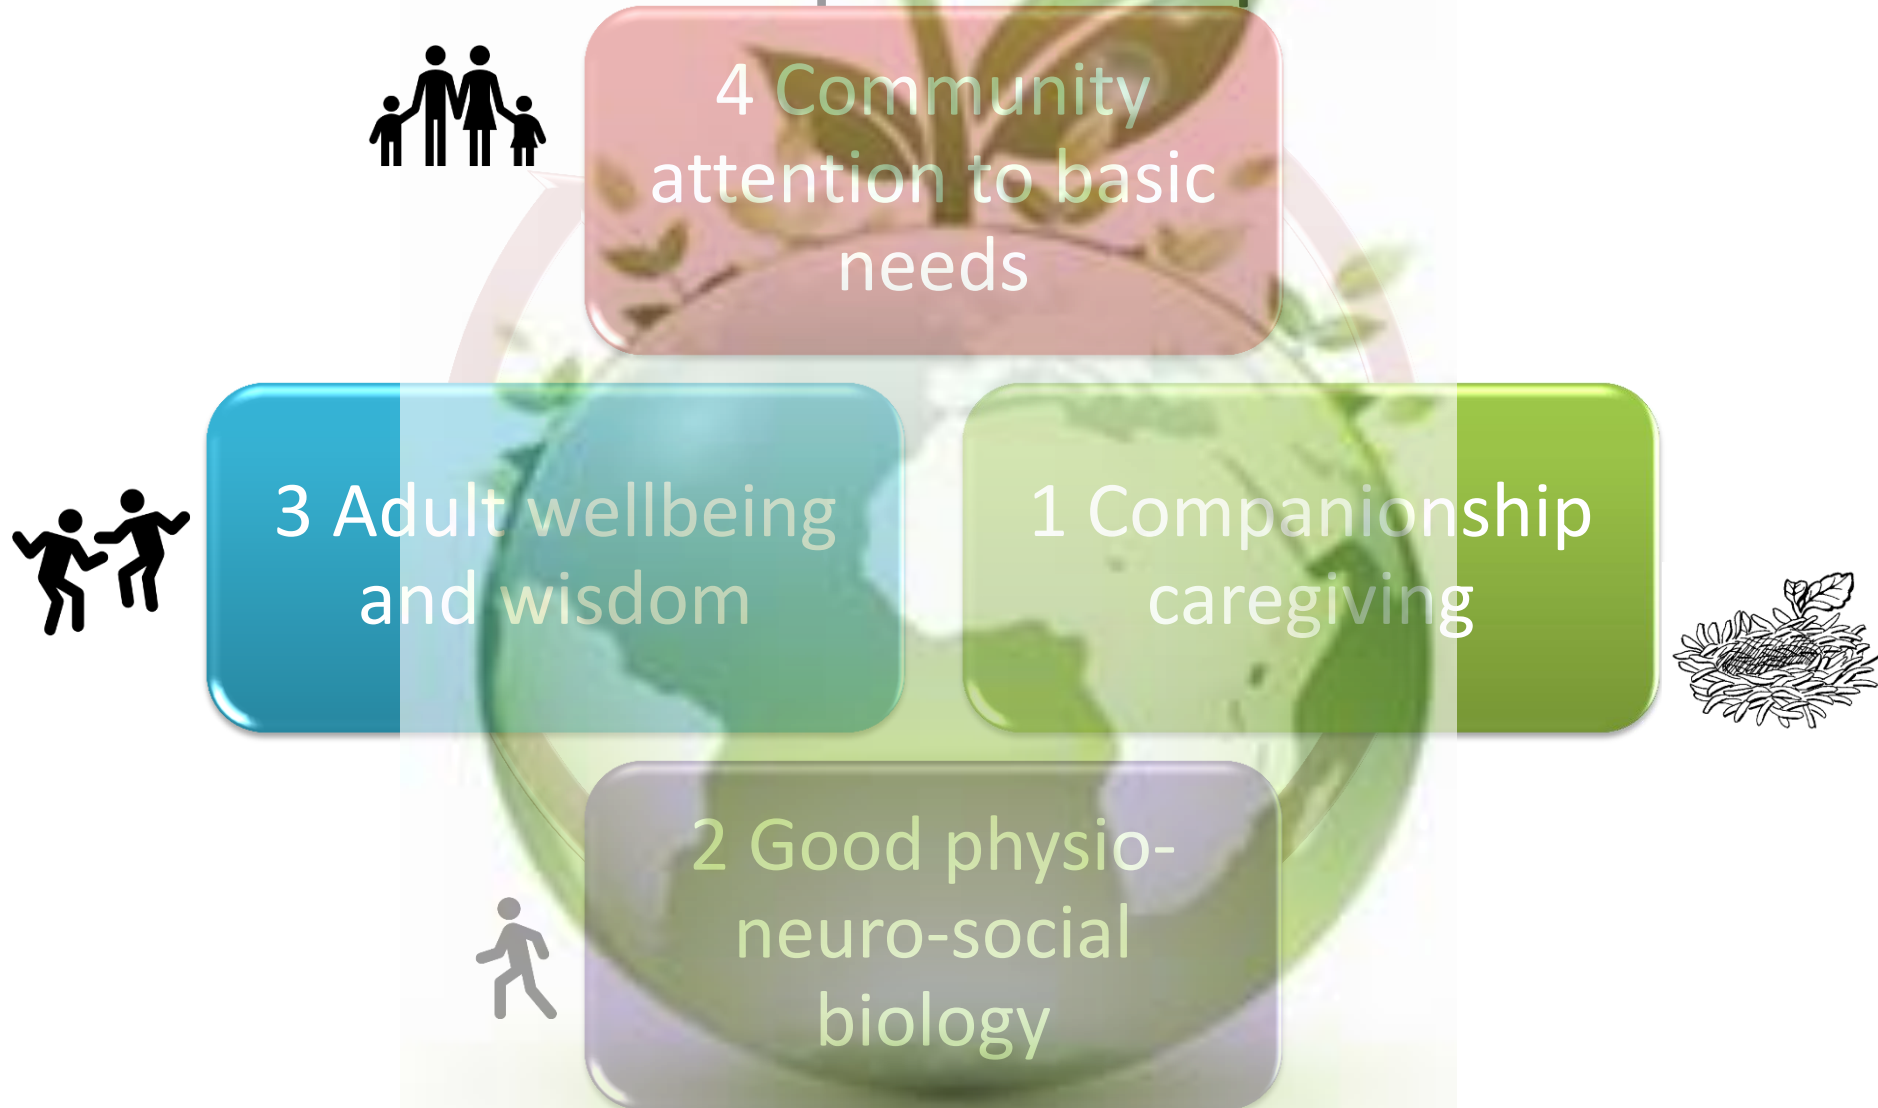 4 Community
attention to basic
needs
3 Adult wellbeing
and wisdom
1 Companionship
caregiving
2 Good physio-
neuro-social
biology